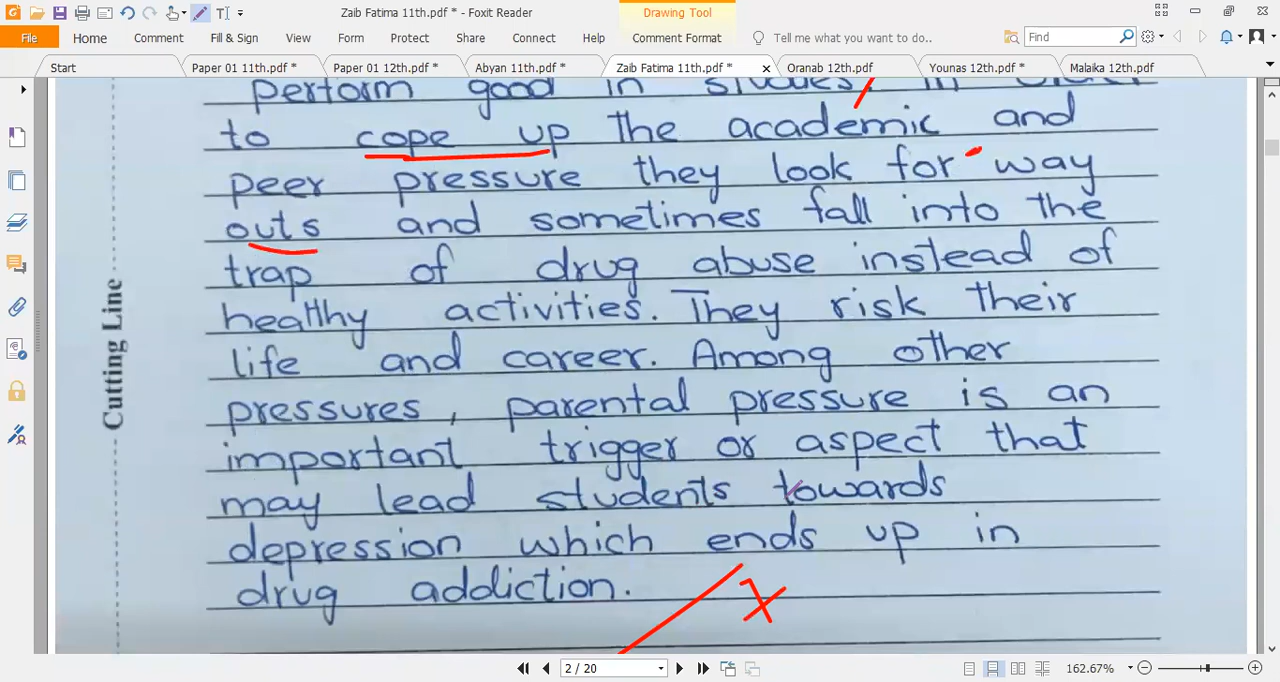 Zaib Fatima 11th.pdf * - Foxit Reader
Drawing Tool
File Home Comment Fill & Sign View Form Protect Share Connect Help Comment Format Tell me what you want to do.. Find
Start Paper 01 11th.pdf * Paper 01 12th.pdf * Abyan 11th.pdf * Zaib Fatima 11th.pdf * Oranab 12th.pdf Younas 12th.pdf * Malaika 12th.pdf
perform good in studies. In
to cope up the academic and
peer pressure they look for way
outs and sometimes fall into the
trap of drug abuse instead of
healthy activities. They risk their
life and career. Among other
pressures, parental pressure is an
important trigger or aspect that
may lead students towards
depression which ends up in
drug addiction.
Cutting Line
2 / 20
162.67%